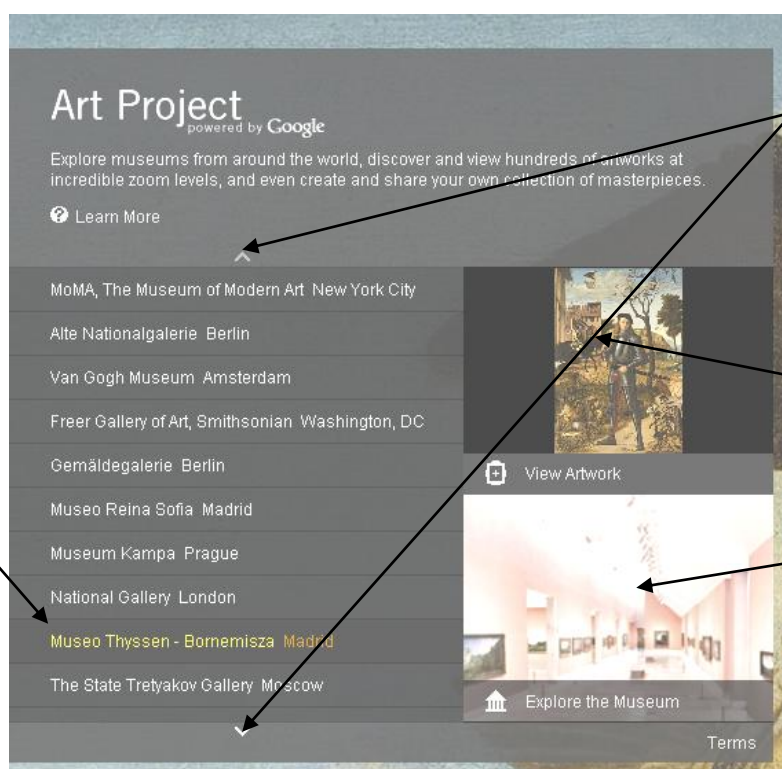 Art Project
powered by Google
Explore museums from around the world, discover and view hundreds of artworks at
incredible zoom levels, and even create and share your own collection of masterpieces.
Learn More
MoMA, The Museum of Modern Art New York City
Alte Nationalgalerie Berlin
Van Gogh Museum Amsterdam
Freer Gallery of Art, Smithsonian Washington, DC
Gemäldegalerie Berlin
Museo Reina Sofia Madrid
Museum Kampa Prague
National Gallery London
Museo Thyssen - Bornemisza Madrid
The State Tretyakov Gallery Moscow
View Artwork
Explore the Museum
Terms